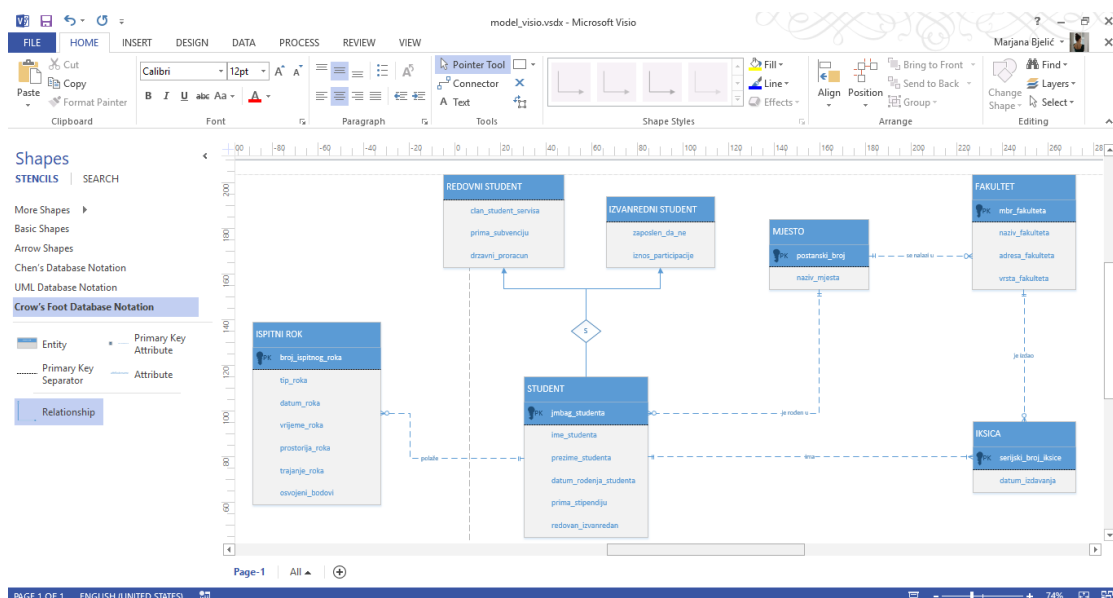 model_visio.vsdx - Microsoft Visio
FILE HOME INSERT DESIGN DATA PROCESS REVIEW VIEW
Marjana Bjelić
Paste
Cut
Copy
Format Painter
Clipboard
Calibri 12pt
B I U abc Aa A
Font
Paragraph
Pointer Tool
Connector
A Text
Tools
Shape Styles
Fill
Line
Effects
Align
Position
Bring to Front
Send to Back
Group
Arrange
Change Shape
Find
Layers
Select
Editing
Shapes
STENCILS SEARCH
More Shapes
Basic Shapes
Arrow Shapes
Chen's Database Notation
UML Database Notation
Crow's Foot Database Notation
Entity
Primary Key Attribute
Primary Key Separator
Attribute
Relationship
REDOVNI STUDENT
clan_student_servisa
prima_subvenciju
drzavni_proracun
IZVANREDNI STUDENT
zaposlen_da_ne
iznos_participacije
MJESTO
PK postanski_broj
naziv_mjesta
se nalazi u
FAKULTET
PK mbr_fakulteta
naziv_fakulteta
adresa_fakulteta
vrsta_fakulteta
je izdao
S
ISPITNI ROK
PK broj_ispitnog_roka
tip_roka
datum_roka
vrijeme_roka
prostorija_roka
trajanje_roka
osvojeni_bodovi
polaže
STUDENT
PK jmbag_studenta
ime_studenta
prezime_studenta
datum_rodenja_studenta
prima_stipendiju
redovan_izvanredan
je rođen u
ima
IKSICA
PK serijski_broj_iksice
datum_izdavanja
Page-1 All
PAGE 1 OF 1 ENGLISH (UNITED STATES)
74%